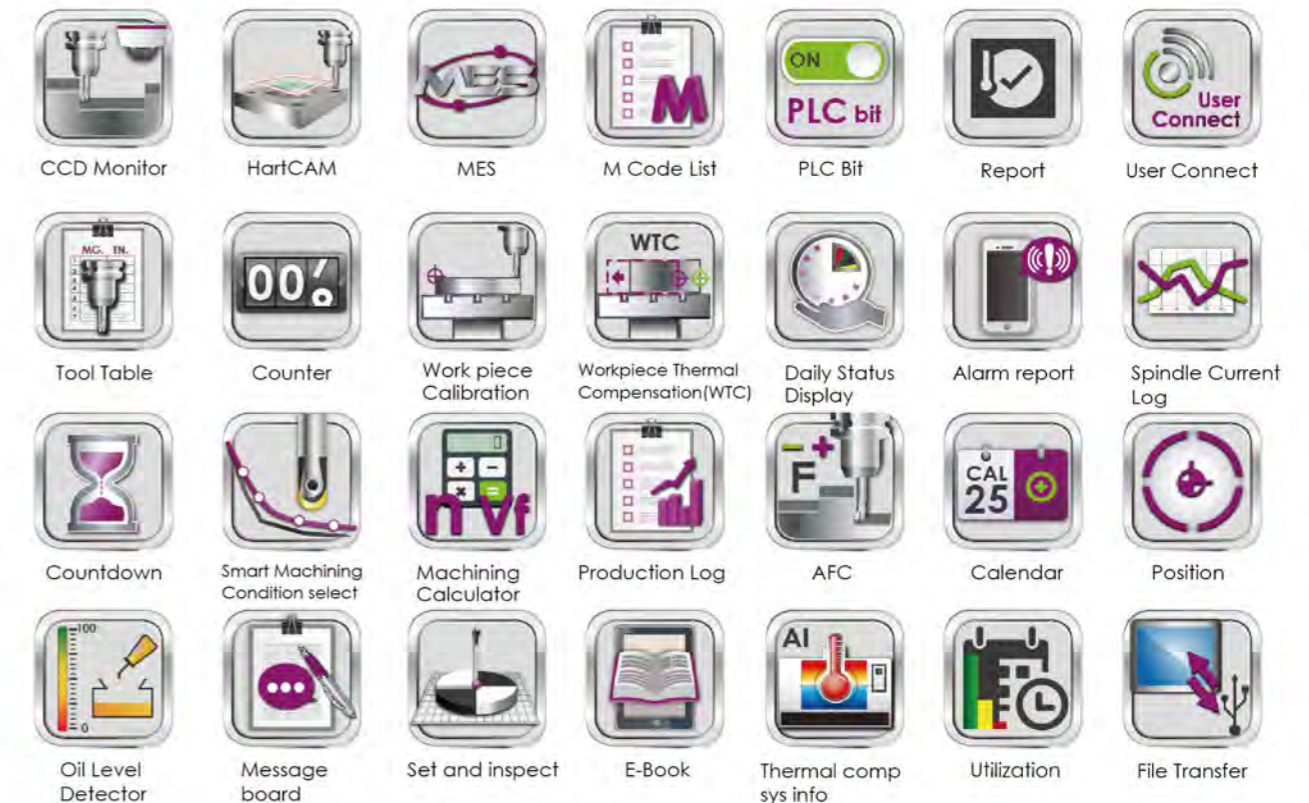 MES
M
ON
PLC bit
User
Connect
CCD Monitor
HartCAM
MES
M Code List
PLC Bit
Report
User Connect
MG. TN.
00
WTC
Tool Table
Counter
Work piece
Calibration
Workpiece Thermal
Compensation(WTC)
Daily Status
Display
Alarm report
Spindle Current
Log
0
n vf
- +
F
CAL
25
Countdown
Smart Machining
Condition select
Machining
Calculator
Production Log
AFC
Calendar
Position
100
0
AI
Oil Level
Detector
Message
board
Set and inspect
E-Book
Thermal comp
sys info
Utilization
File Transfer